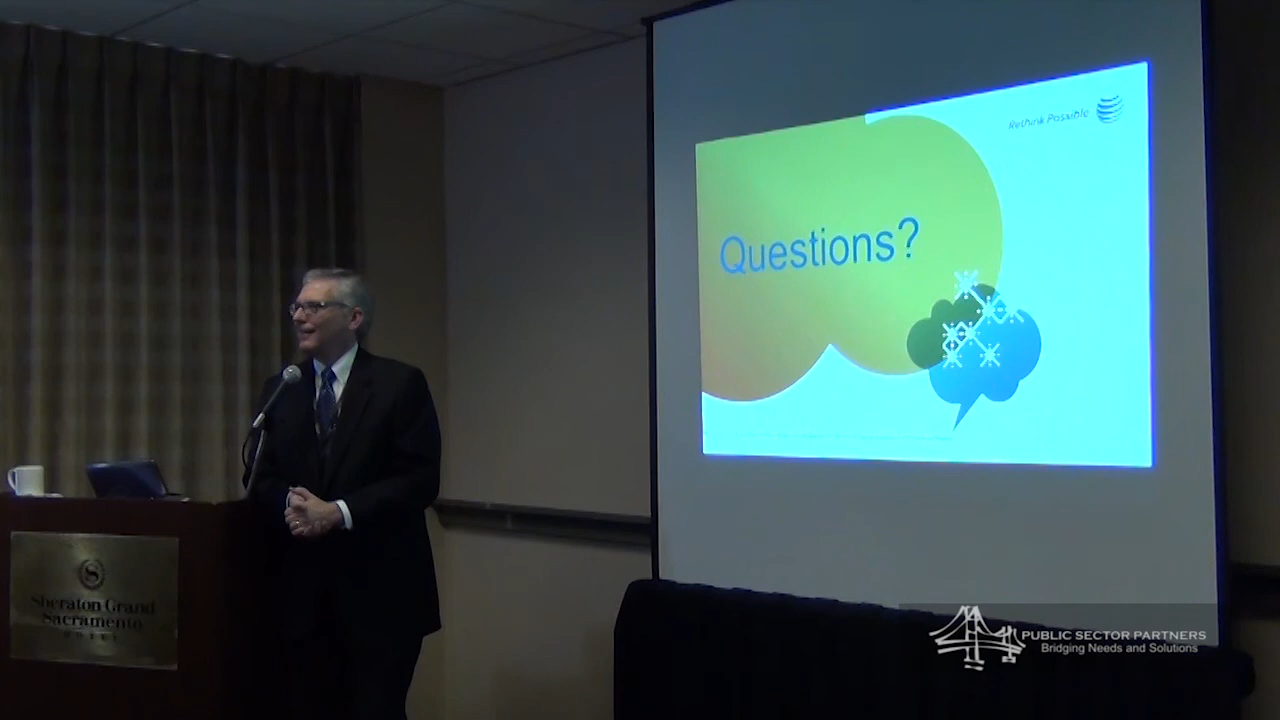 Rethink Possible
Questions?
Sheraton Grand
Sacramento
HOTEL
PUBLIC SECTOR PARTNERS
Bridging Needs and Solutions